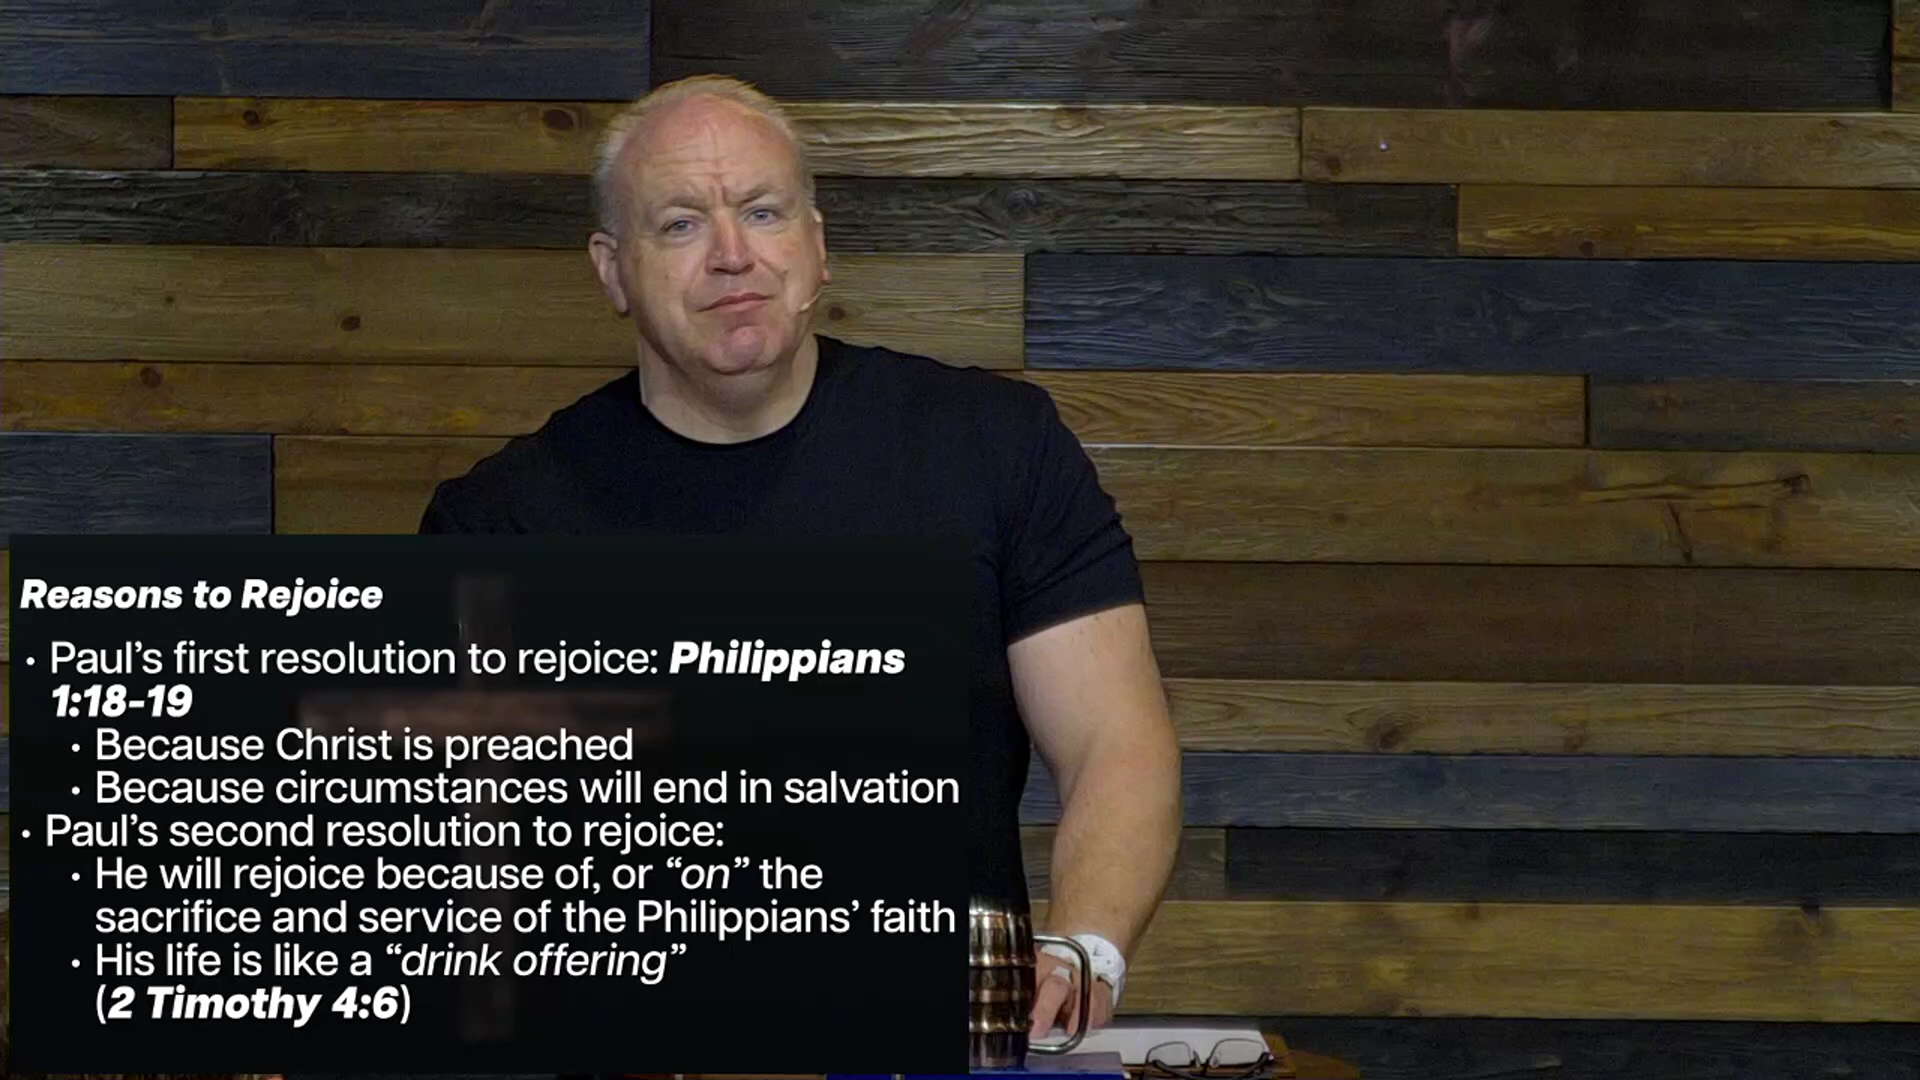 Reasons to Rejoice
• Paul’s first resolution to rejoice: Philippians
1:18-19
• Because Christ is preached
• Because circumstances will end in salvation
• Paul’s second resolution to rejoice:
• He will rejoice because of, or “on” the
sacrifice and service of the Philippians’ faith
• His life is like a “drink offering”
(2 Timothy 4:6)